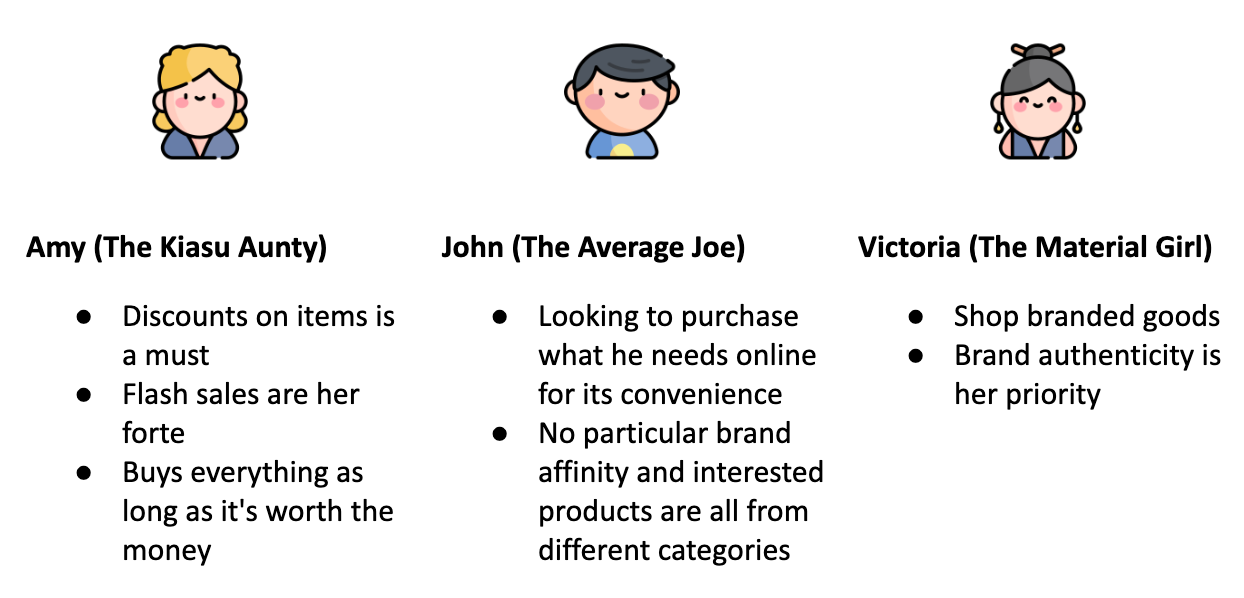 Amy (The Kiasu Aunty)
● Discounts on items is
a must
● Flash sales are her
forte
● Buys everything as
long as it's worth the
money
John (The Average Joe)
● Looking to purchase
what he needs online
for its convenience
● No particular brand
affinity and interested
products are all from
different categories
Victoria (The Material Girl)
● Shop branded goods
● Brand authenticity is
her priority